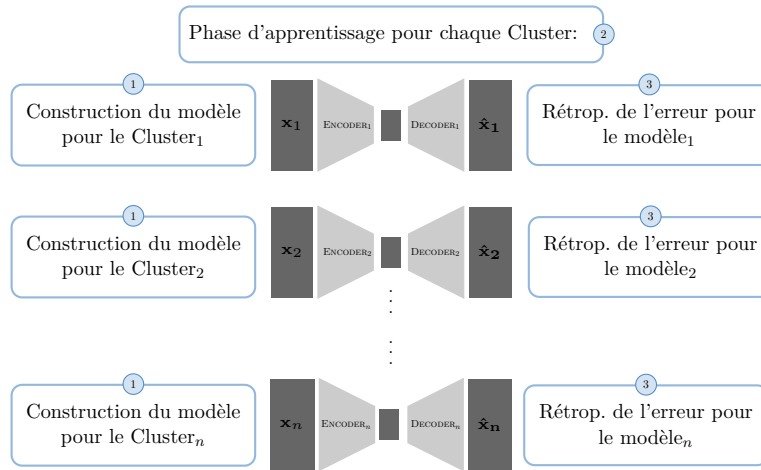 Phase d'apprentissage pour chaque Cluster:
2
1
3
Construction du modèle
pour le Cluster₁
x₁
ENCODER₁
DECODER₁
x̂₁
Rétrop. de l'erreur pour
le modèle₁
1
3
Construction du modèle
pour le Cluster₂
x₂
ENCODER₂
DECODER₂
x̂₂
Rétrop. de l'erreur pour
le modèle₂
1
3
Construction du modèle
pour le Clusterₙ
xₙ
ENCODERₙ
DECODERₙ
x̂ₙ
Rétrop. de l'erreur pour
le modèleₙ